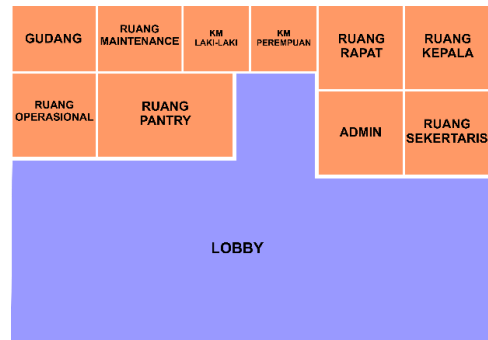 GUDANG
RUANG
MAINTENANCE
KM
LAKI-LAKI
KM
PEREMPUAN
RUANG
RAPAT
RUANG
KEPALA
RUANG
OPERASIONAL
RUANG
PANTRY
ADMIN
RUANG
SEKERTARIS
LOBBY